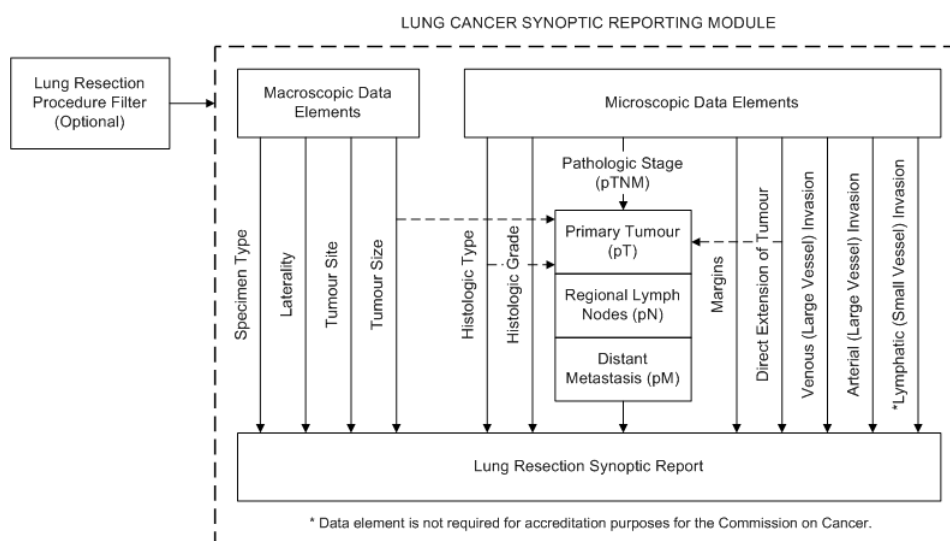 LUNG CANCER SYNOPTIC REPORTING MODULE
Lung Resection
Procedure Filter
(Optional)
Macroscopic Data
Elements
Microscopic Data Elements
Specimen Type
Laterality
Tumour Site
Tumour Size
Histologic Type
Histologic Grade
Pathologic Stage
(pTNM)
Primary Tumour
(pT)
Regional Lymph
Nodes (pN)
Distant
Metastasis (pM)
Margins
Direct Extension of Tumour
Venous (Large Vessel) Invasion
Arterial (Large Vessel) Invasion
*Lymphatic (Small Vessel) Invasion
Lung Resection Synoptic Report
* Data element is not required for accreditation purposes for the Commission on Cancer.